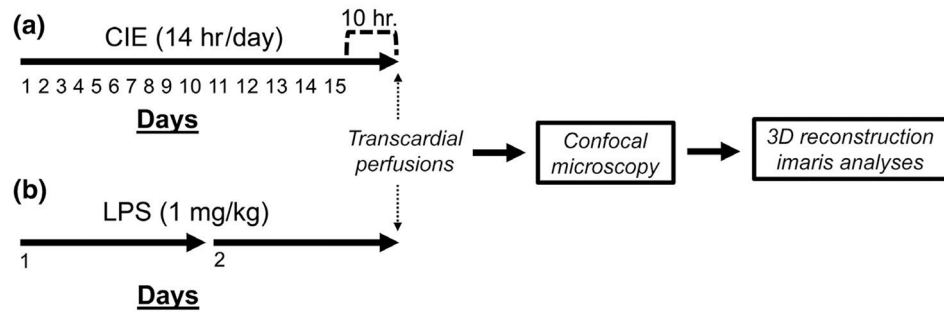 (a)
CIE (14 hr/day)
10 hr.
1 2 3 4 5 6 7 8 9 10 11 12 13 14 15
Days
Transcardial
perfusions
Confocal
microscopy
3D reconstruction
imaris analyses
(b)
LPS (1 mg/kg)
1
2
Days